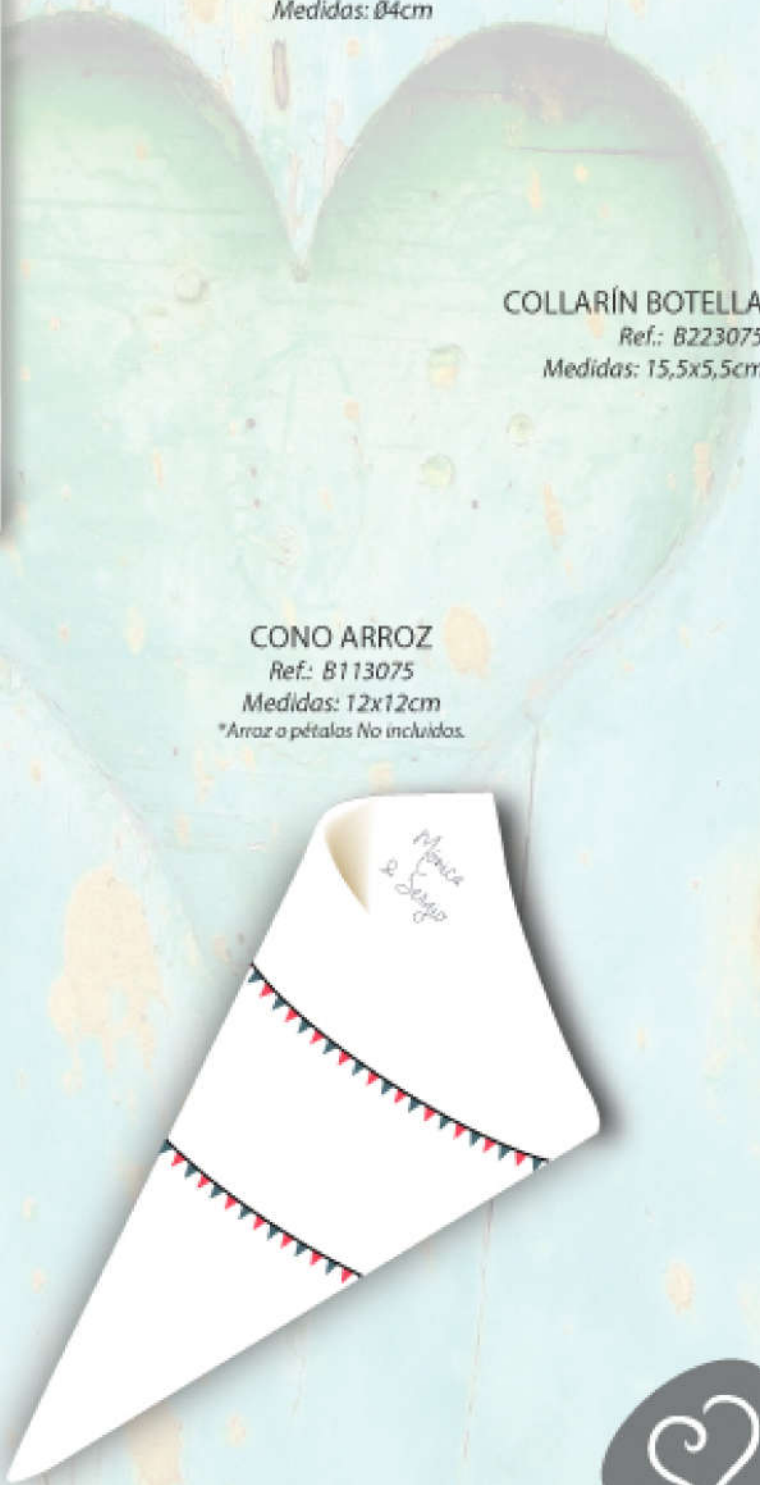 Medidas: Ø4cm
COLLARÍN BOTELLA
Ref.: B223075
Medidas: 15,5x5,5cm
CONO ARROZ
Ref.: B113075
Medidas: 12x12cm
*Arroz o pétalos No incluidos.
Mónica
& Sergio